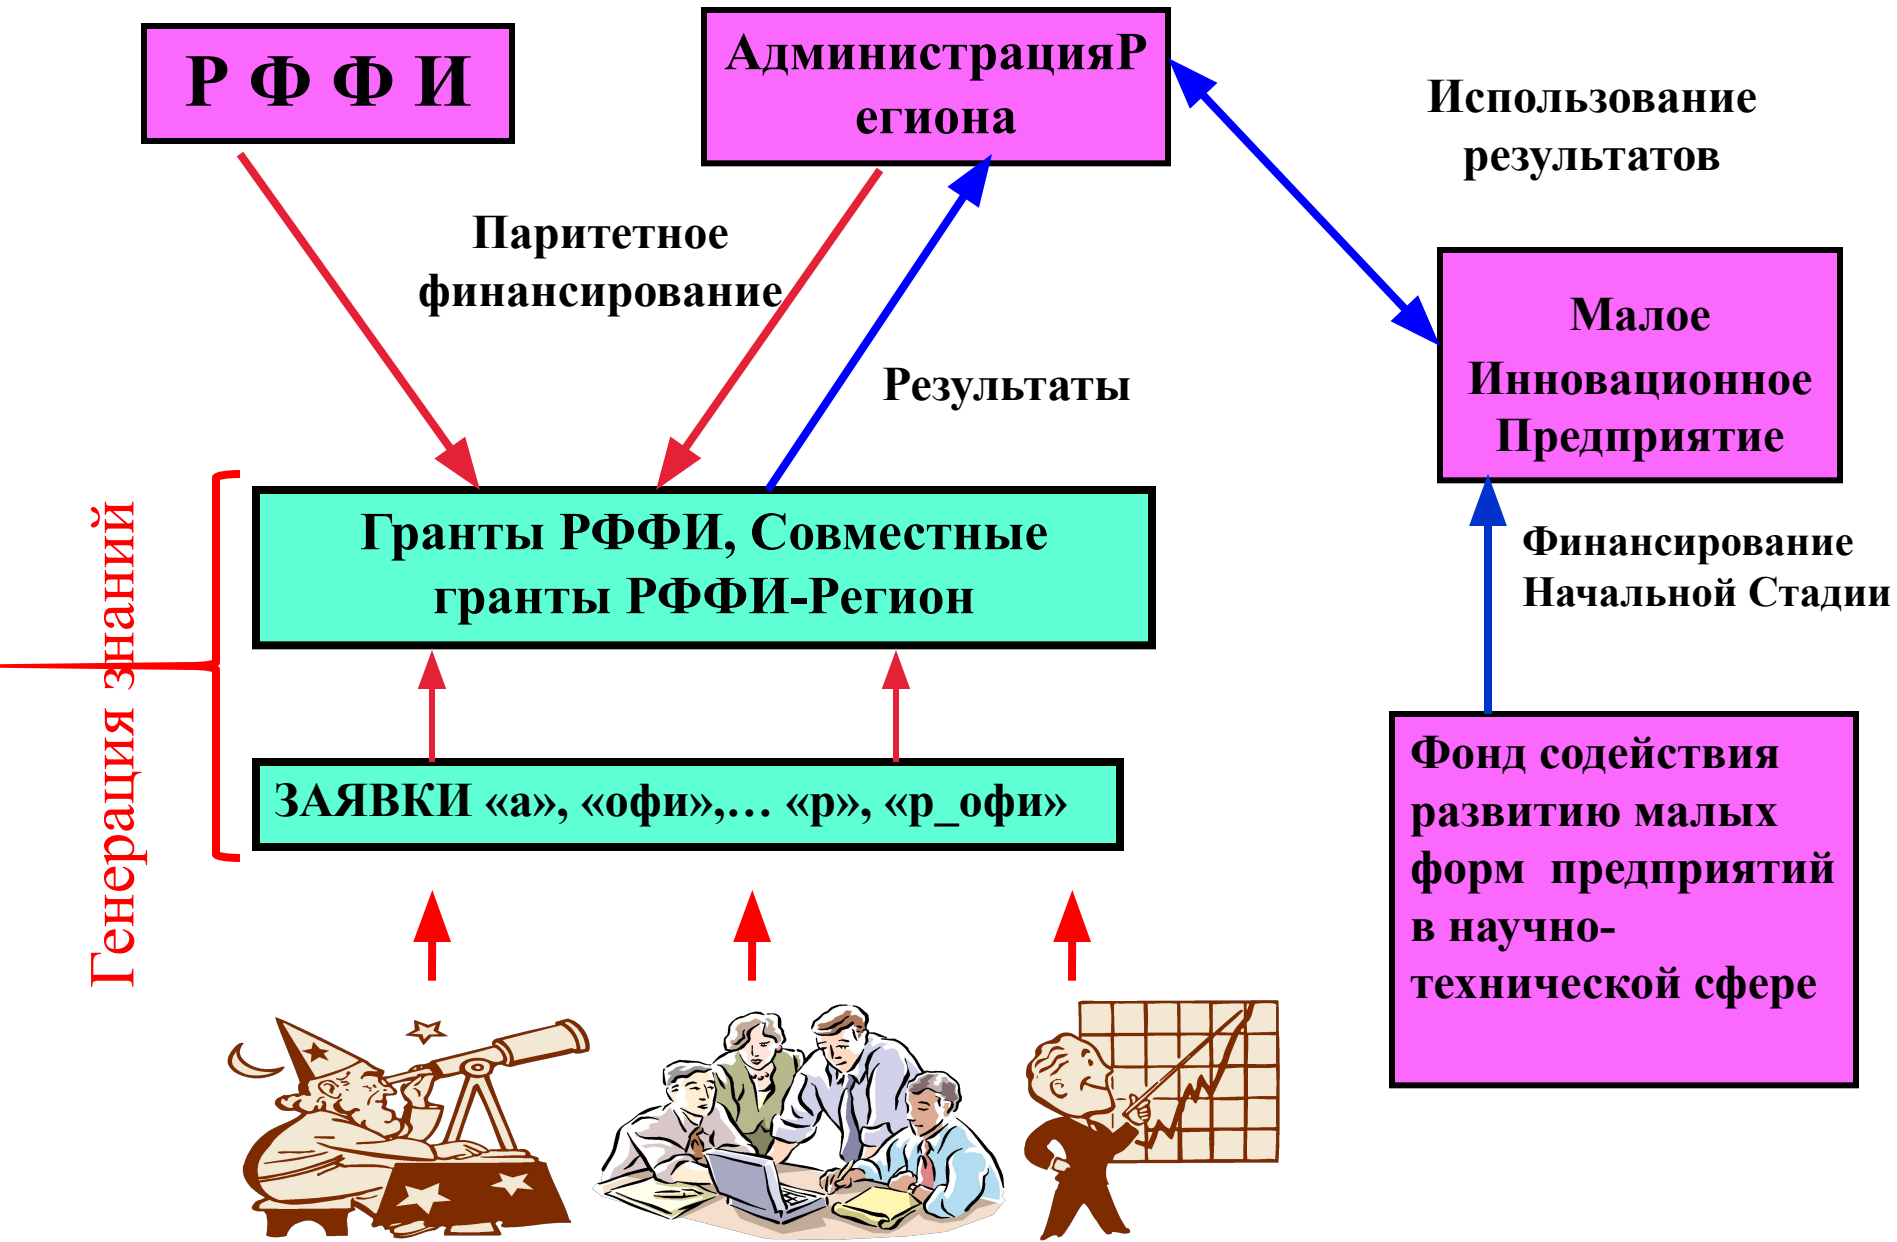 Р Ф Ф И
АдминистрацияР
егиона
Использование
результатов
Паритетное
финансирование
Результаты
Малое
Инновационное
Предприятие
Финансирование
Начальной Стадии
Генерация знаний
Гранты РФФИ, Совместные
гранты РФФИ-Регион
ЗАЯВКИ «а», «офи»,… «р», «р_офи»
Фонд содействия
развитию малых
форм  предприятий
в научно-
технической сфере